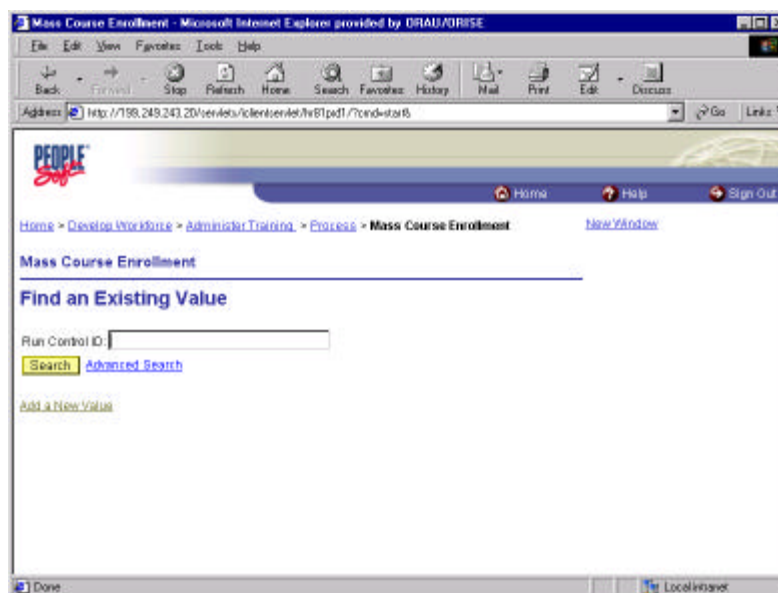 Mass Course Enrollment - Microsoft Internet Explorer provided by ORAU/ORISE
File Edit View Favorites Tools Help
Back Forward Stop Refresh Home Search Favorites History Mail Print Edit Discuss
Address http://198.249.243.20/servlets/iclientservlet/hr81prd1/?cmd=start& Go Links
PEOPLE Soft
Home Help Sign Out
Home > Develop Workforce > Administer Training > Process > Mass Course Enrollment New Window
Mass Course Enrollment
Find an Existing Value
Run Control ID:
Search Advanced Search
Add a New Value
Done Local intranet